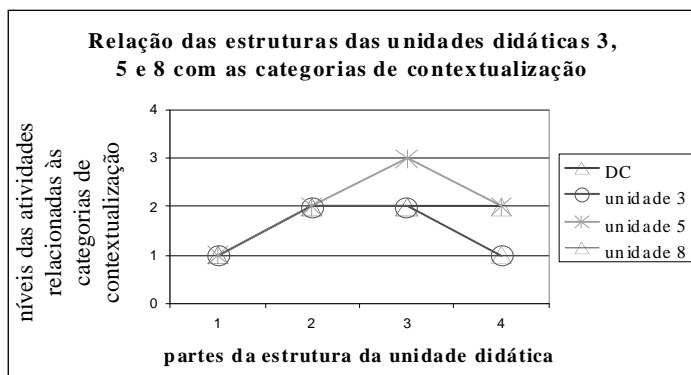 Relação das estruturas das unidades didáticas 3,
5 e 8 com as categorias de contextualização
níveis das atividades
relacionadas às
categorias de
contextualização
4
3
2
1
0
1 2 3 4
partes da estrutura da unidade didática
DC
unidade 3
unidade 5
unidade 8